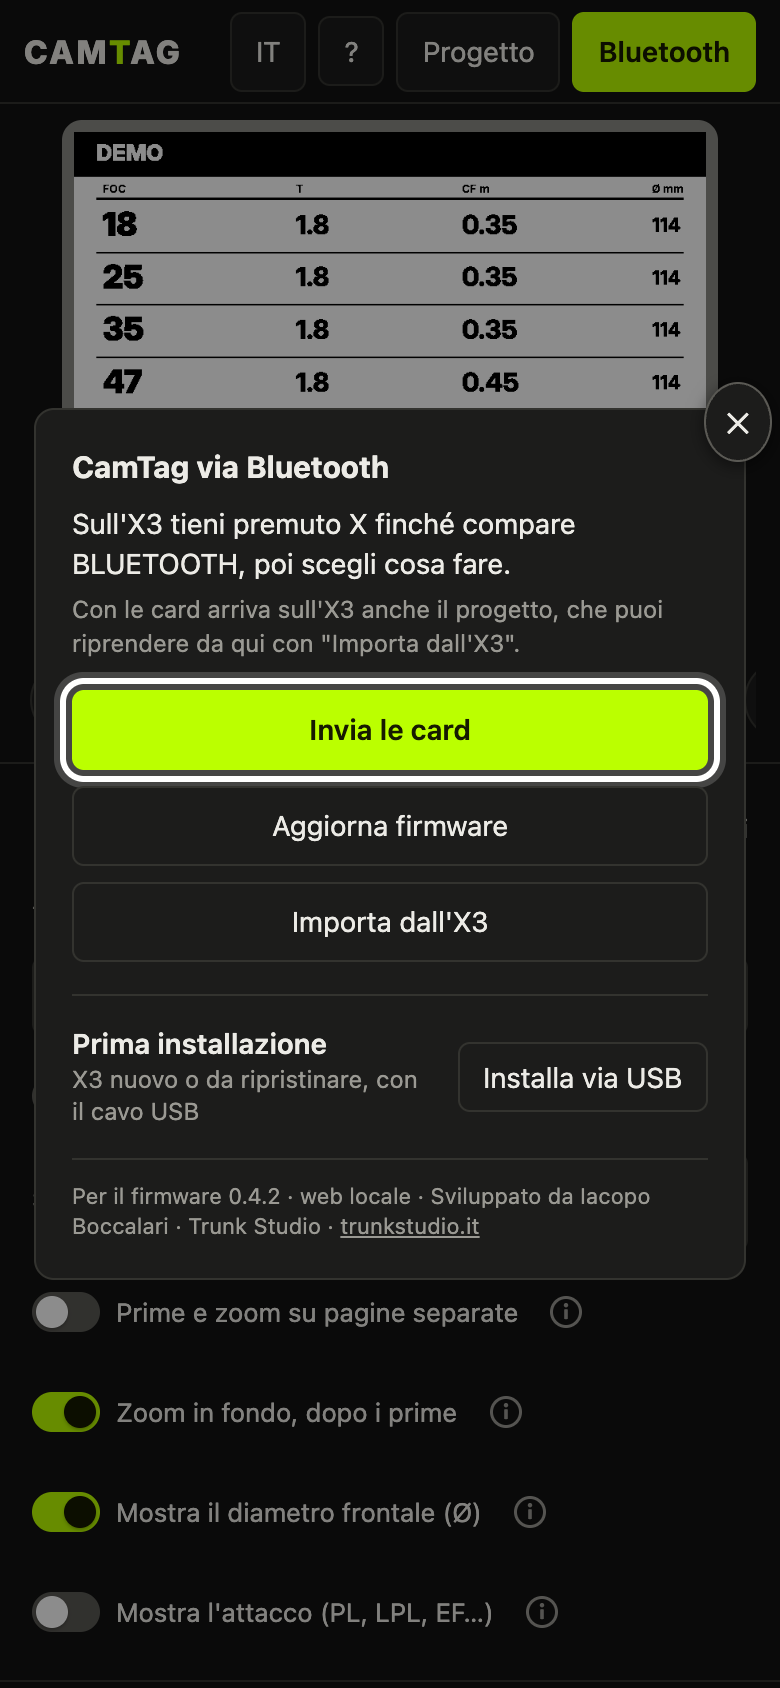 CAMTAG IT ? Progetto Bluetooth
DEMO
FOC T CF m Ø mm
18 1.8 0.35 114
25 1.8 0.35 114
35 1.8 0.35 114
47 1.8 0.45 114
CamTag via Bluetooth
Sull'X3 tieni premuto X finché compare
BLUETOOTH, poi scegli cosa fare.
Con le card arriva sull'X3 anche il progetto, che puoi
riprendere da qui con "Importa dall'X3".
Invia le card
Aggiorna firmware
Importa dall'X3
Prima installazione
X3 nuovo o da ripristinare, con
il cavo USB
Installa via USB
Per il firmware 0.4.2 · web locale · Sviluppato da Iacopo
Boccalari · Trunk Studio · trunkstudio.it
Prime e zoom su pagine separate
Zoom in fondo, dopo i prime
Mostra il diametro frontale (Ø)
Mostra l'attacco (PL, LPL, EF...)